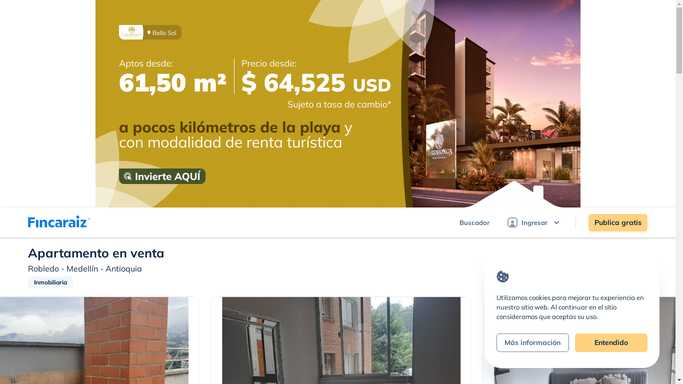 Bello Sol
Aptos desde:
61,50 m²
Precio desde:
$ 64,525 USD
Sujeto a tasa de cambio*
a pocos kilómetros de la playa y
con modalidad de renta turística
Invierte AQUÍ
Fincaraiz
Buscador
Ingresar
Publica gratis
Apartamento en venta
Robledo - Medellín - Antioquia
Inmobiliaria
Utilizamos cookies para mejorar tu experiencia en
nuestro sitio web. Al continuar en el sitio
consideramos que aceptas su uso.
Más información
Entendido